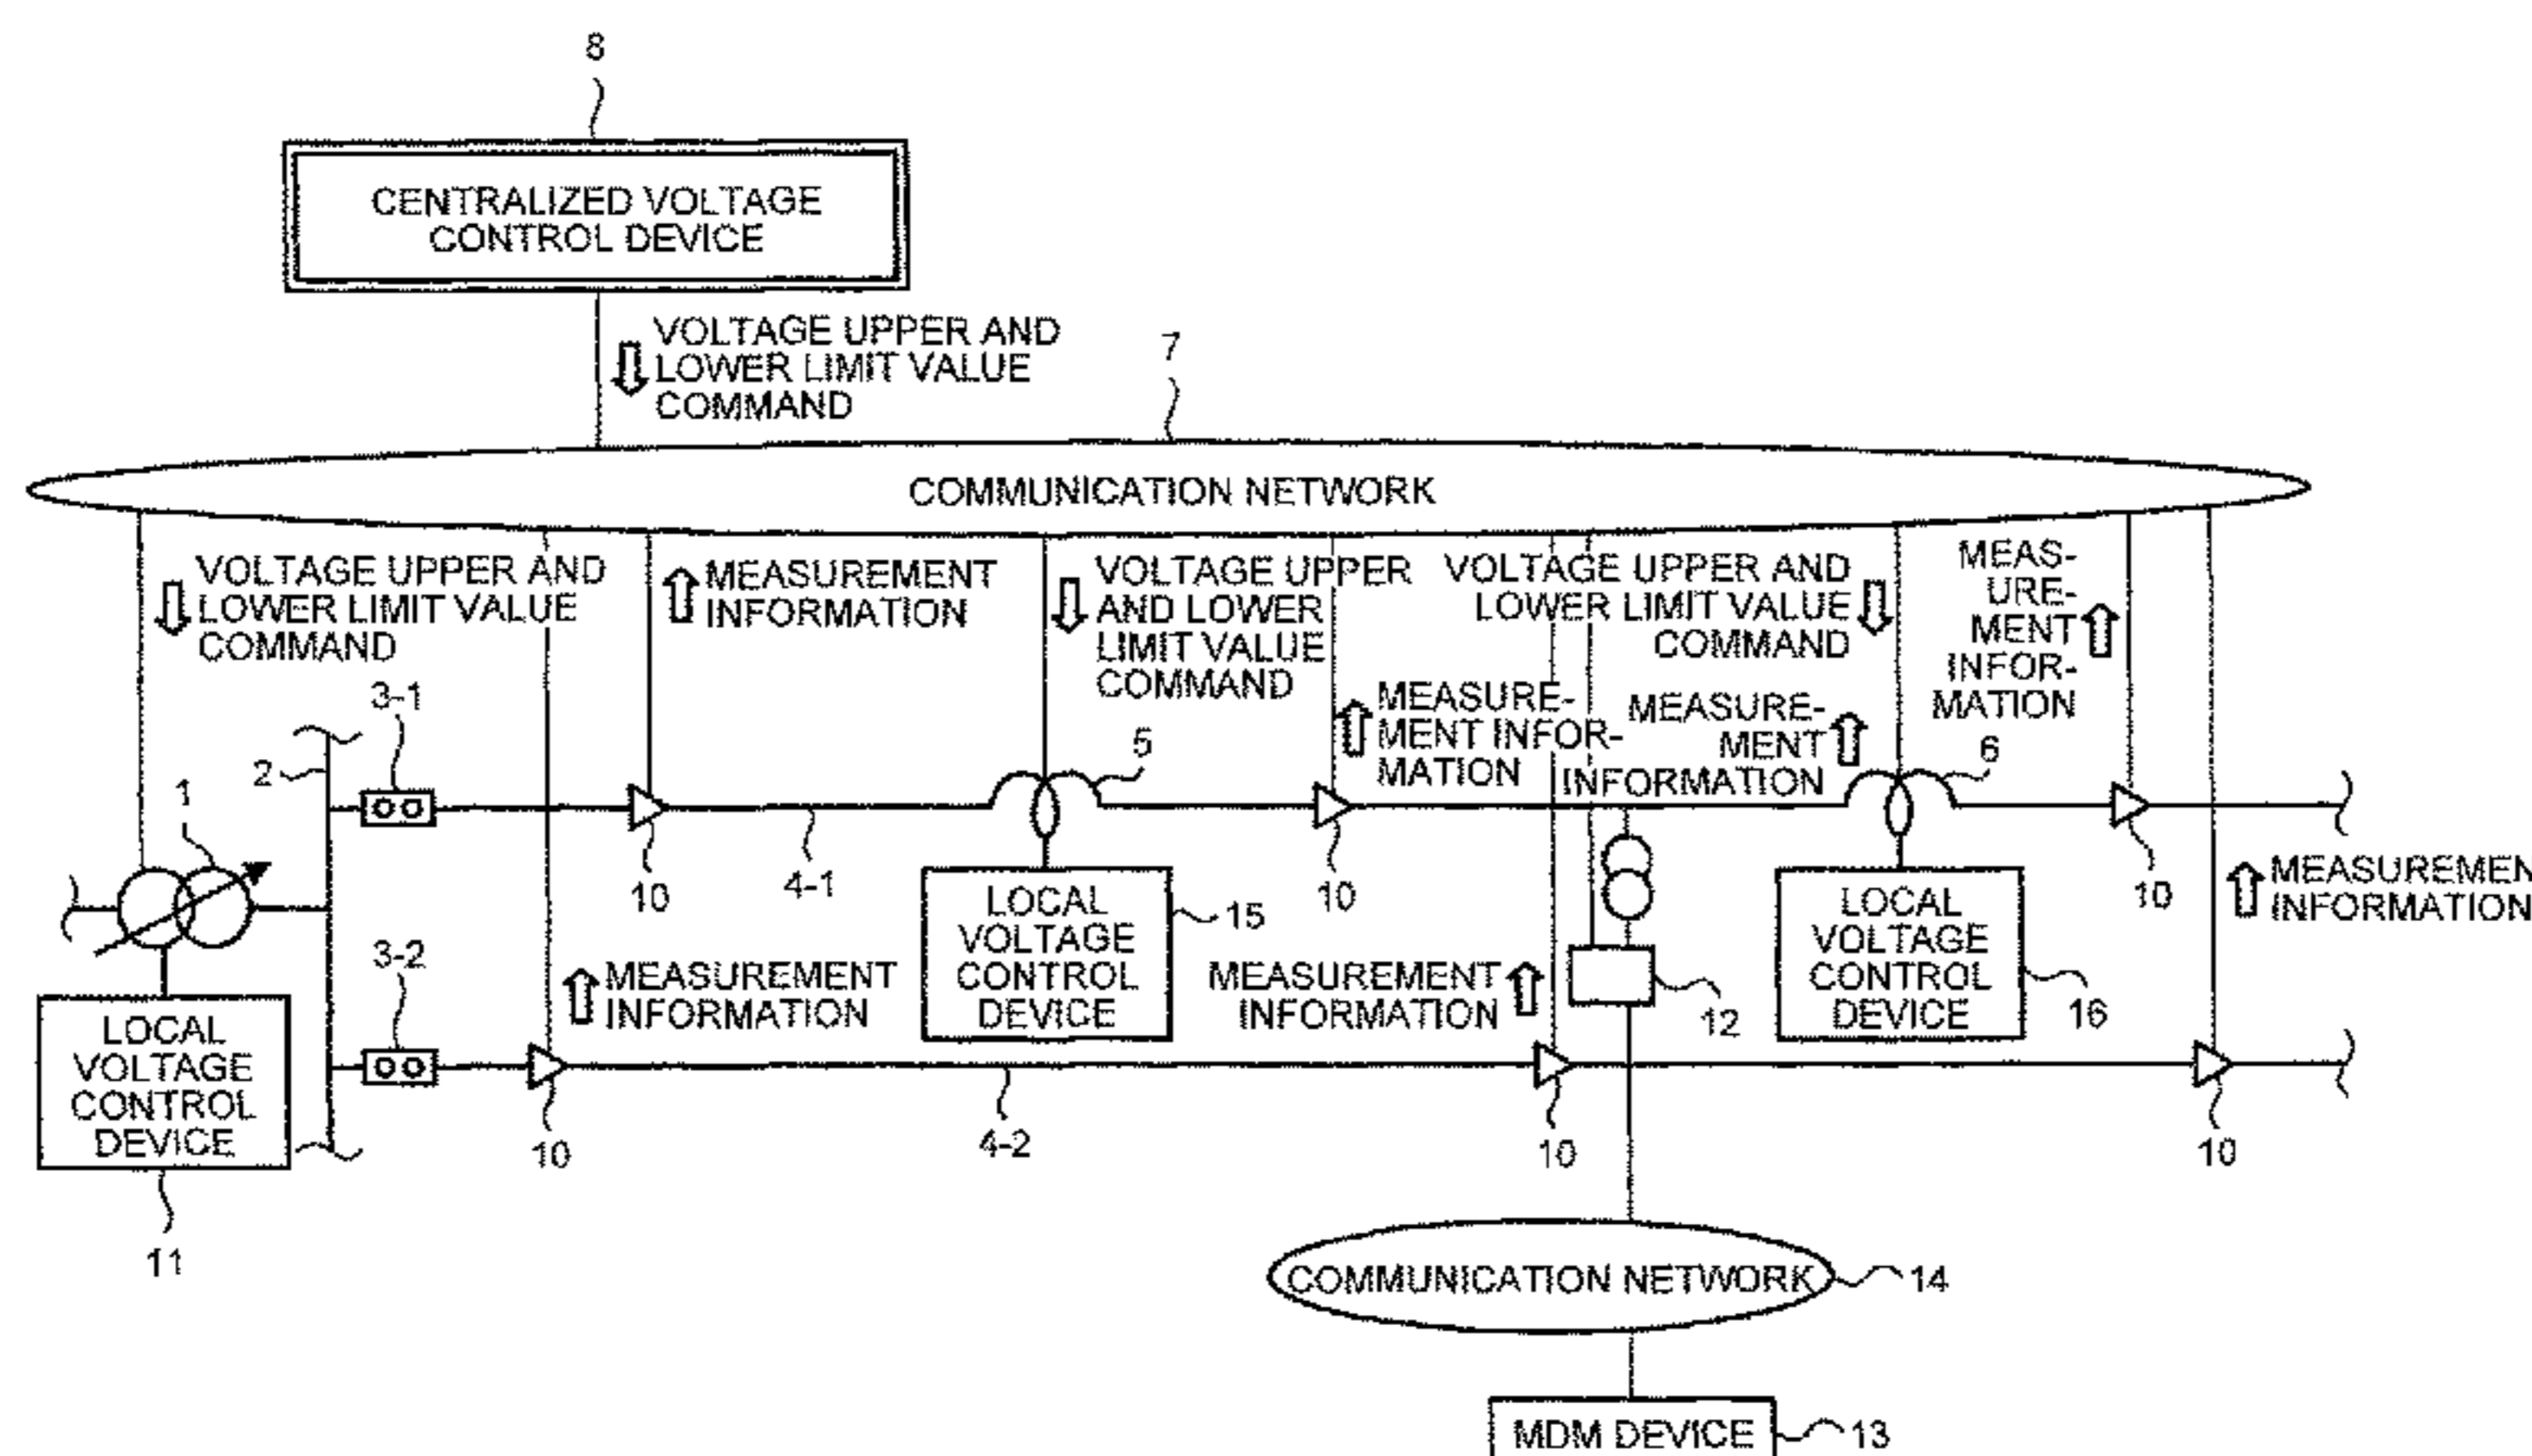 8
CENTRALIZED VOLTAGE
CONTROL DEVICE
VOLTAGE UPPER AND
LOWER LIMIT VALUE
COMMAND
7
COMMUNICATION NETWORK
VOLTAGE UPPER AND
LOWER LIMIT VALUE
COMMAND
MEASUREMENT
INFORMATION
VOLTAGE UPPER
AND LOWER
LIMIT VALUE
COMMAND
MEASURE-
MENT INFOR-
MATION
VOLTAGE UPPER AND
LOWER LIMIT VALUE
COMMAND
MEASURE-
MENT
INFORMATION
MEAS-
URE-
MENT
INFOR-
MATION
3-1
2
1
5
6
10
4-1
10
10
LOCAL
VOLTAGE
CONTROL
DEVICE
15
LOCAL
VOLTAGE
CONTROL
DEVICE
16
MEASUREMEN
INFORMATION
3-2
MEASUREMENT
INFORMATION
MEASUREMENT
INFORMATION
12
LOCAL
VOLTAGE
CONTROL
DEVICE
11
10
4-2
10
10
COMMUNICATION NETWORK
14
MDM DEVICE
13